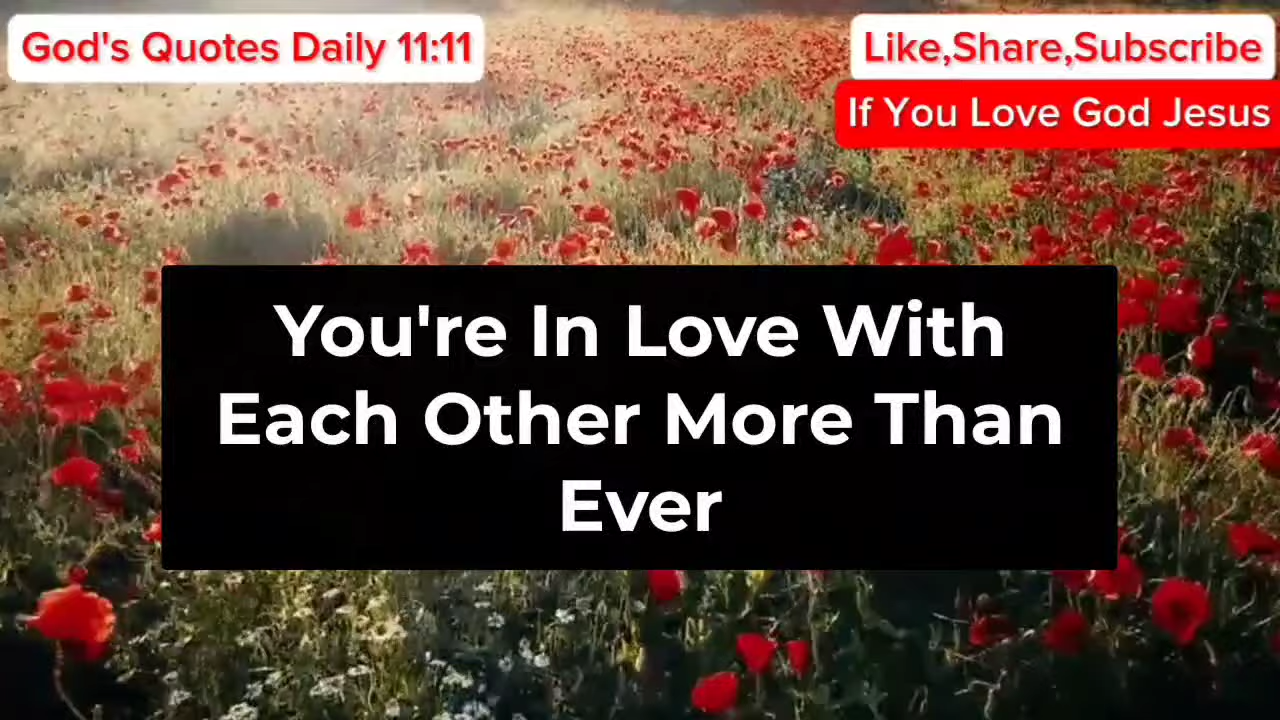 God's Quotes Daily 11:11
Like,Share,Subscribe
If You Love God Jesus
You're In Love With
Each Other More Than
Ever